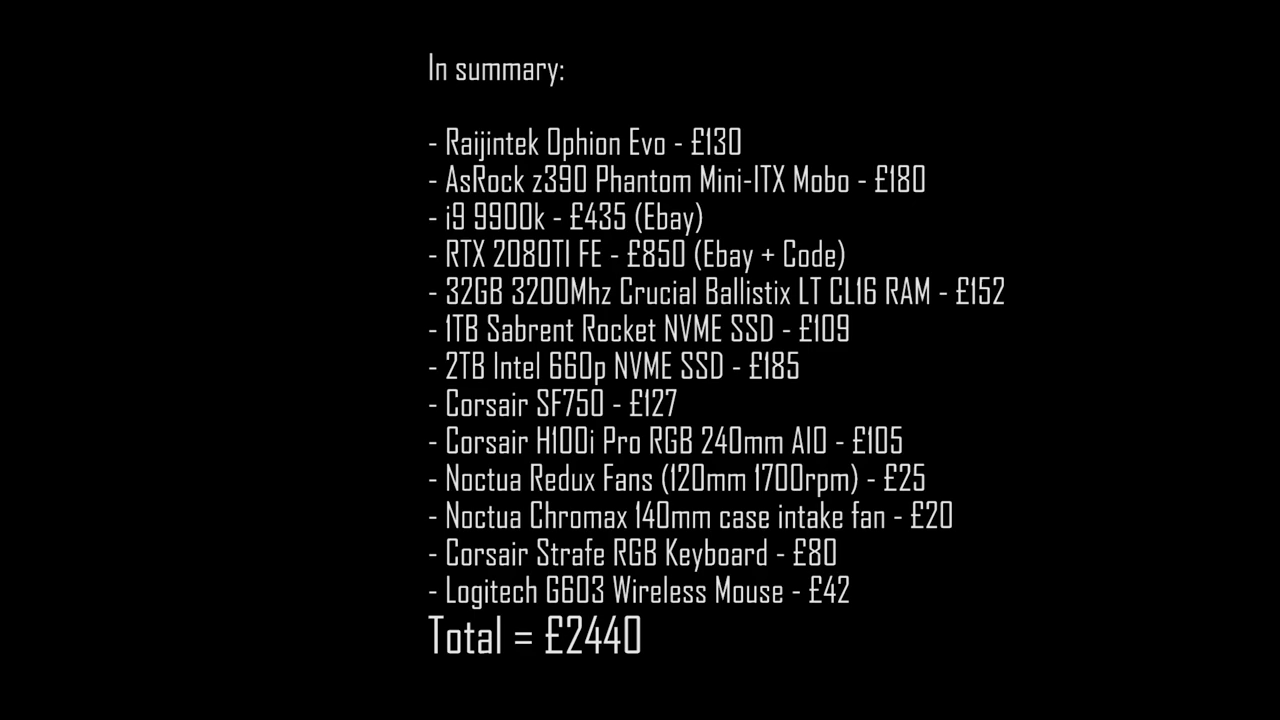 In summary:
- Raijintek Ophion Evo - £130
- AsRock z390 Phantom Mini-ITX Mobo - £180
- i9 9900k - £435 (Ebay)
- RTX 2080TI FE - £850 (Ebay + Code)
- 32GB 3200Mhz Crucial Ballistix LT CL16 RAM - £152
- 1TB Sabrent Rocket NVME SSD - £109
- 2TB Intel 660p NVME SSD - £185
- Corsair SF750 - £127
- Corsair H100i Pro RGB 240mm AIO - £105
- Noctua Redux Fans (120mm 1700rpm) - £25
- Noctua Chromax 140mm case intake fan - £20
- Corsair Strafe RGB Keyboard - £80
- Logitech G603 Wireless Mouse - £42
Total = £2440